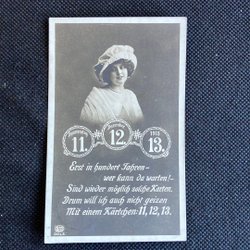 11. 12. 13.
1913
Erst in hundert Jahren –
wer kann da warten! –
Sind wieder möglich solche Karten.
Drum will ich auch nicht geizen
Mit einem Kärtchen: 11, 12, 13.